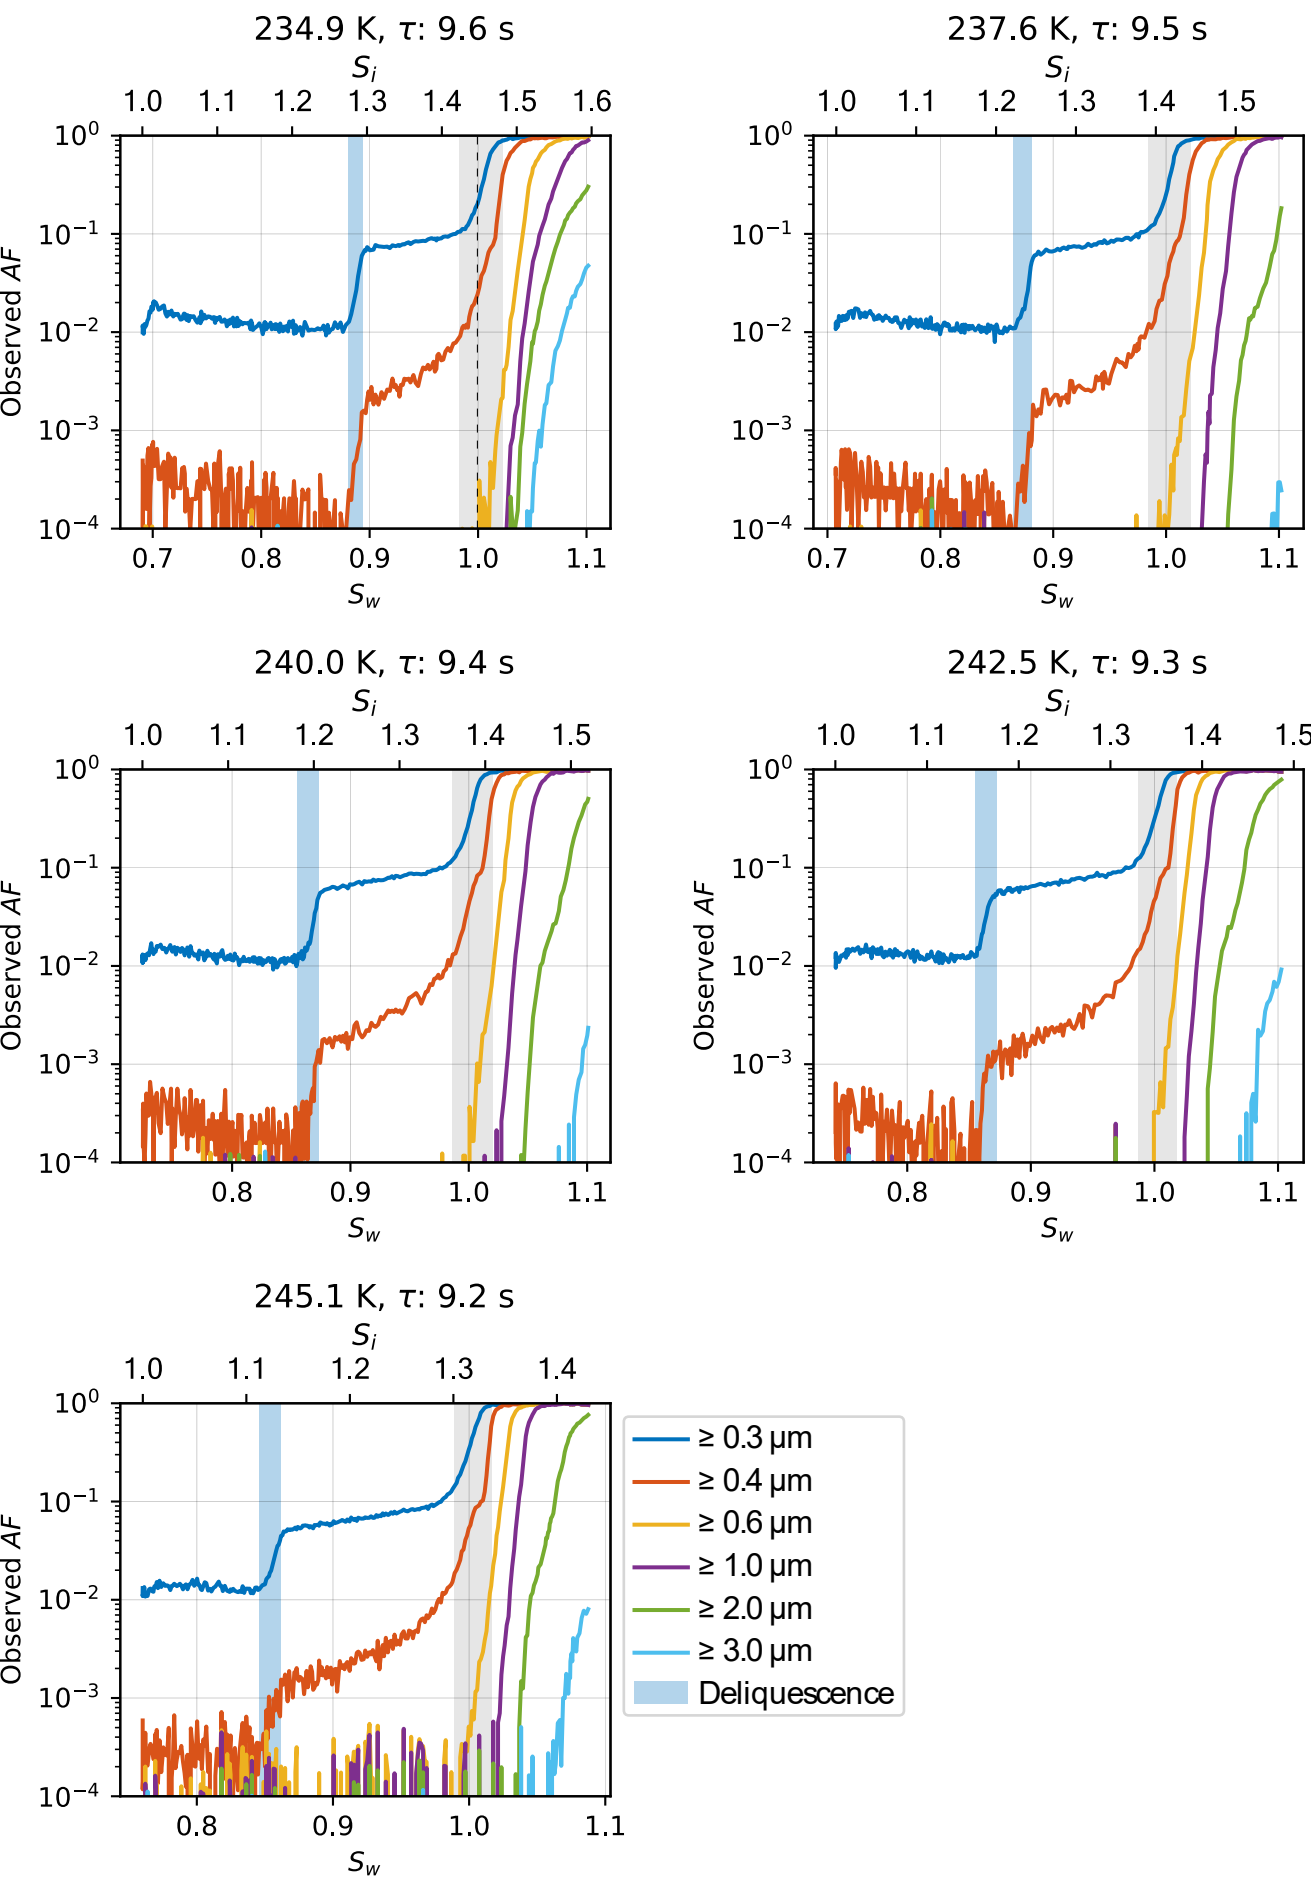 234.9 K, τ: 9.6 s
S_i
1.0 1.1 1.2 1.3 1.4 1.5 1.6
Observed AF
10^0
10^−1
10^−2
10^−3
10^−4
0.7 0.8 0.9 1.0 1.1
S_w
237.6 K, τ: 9.5 s
S_i
1.0 1.1 1.2 1.3 1.4 1.5
10^0
10^−1
10^−2
10^−3
10^−4
0.7 0.8 0.9 1.0 1.1
S_w
240.0 K, τ: 9.4 s
S_i
1.0 1.1 1.2 1.3 1.4 1.5
Observed AF
10^0
10^−1
10^−2
10^−3
10^−4
0.8 0.9 1.0 1.1
S_w
242.5 K, τ: 9.3 s
S_i
1.0 1.1 1.2 1.3 1.4 1.5
Observed AF
10^0
10^−1
10^−2
10^−3
10^−4
0.8 0.9 1.0 1.1
S_w
245.1 K, τ: 9.2 s
S_i
1.0 1.1 1.2 1.3 1.4
Observed AF
10^0
10^−1
10^−2
10^−3
10^−4
0.8 0.9 1.0 1.1
S_w
≥ 0.3 µm
≥ 0.4 µm
≥ 0.6 µm
≥ 1.0 µm
≥ 2.0 µm
≥ 3.0 µm
Deliquescence